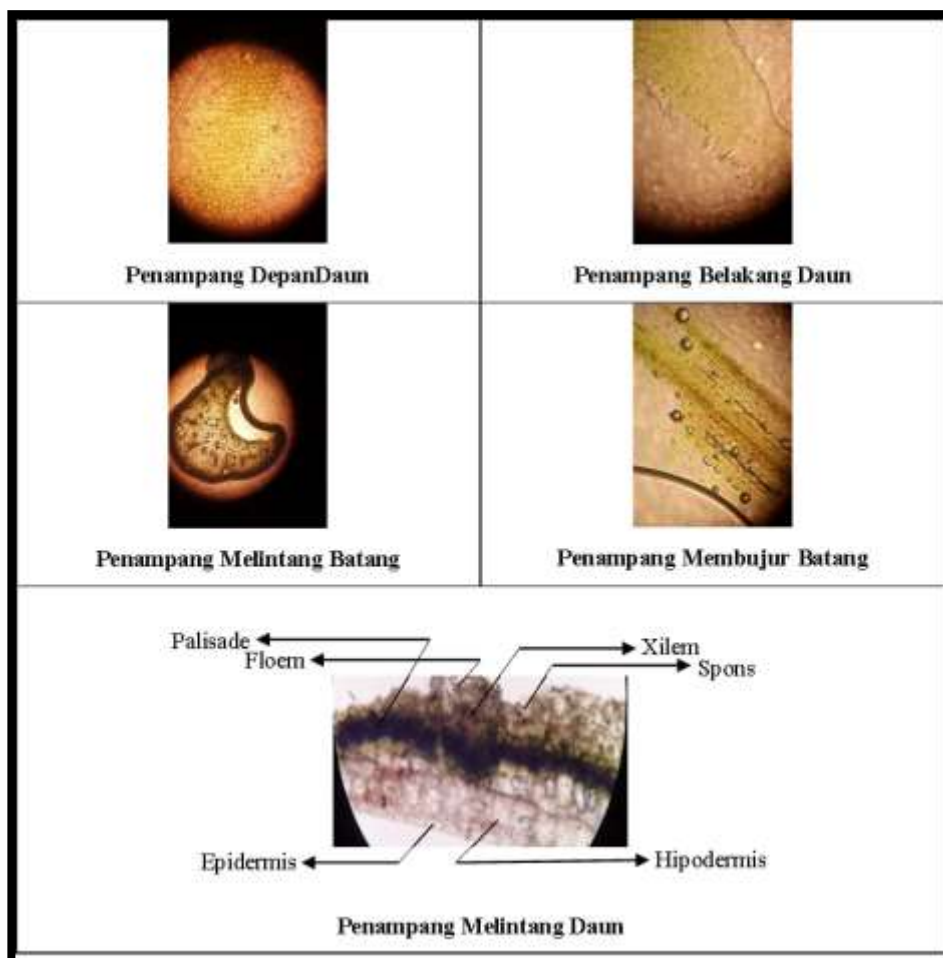 Penampang DepanDaun
Penampang Belakang Daun
Penampang Melintang Batang
Penampang Membujur Batang
Palisade
Xilem
Floem
Spons
Epidermis
Hipodermis
Penampang Melintang Daun